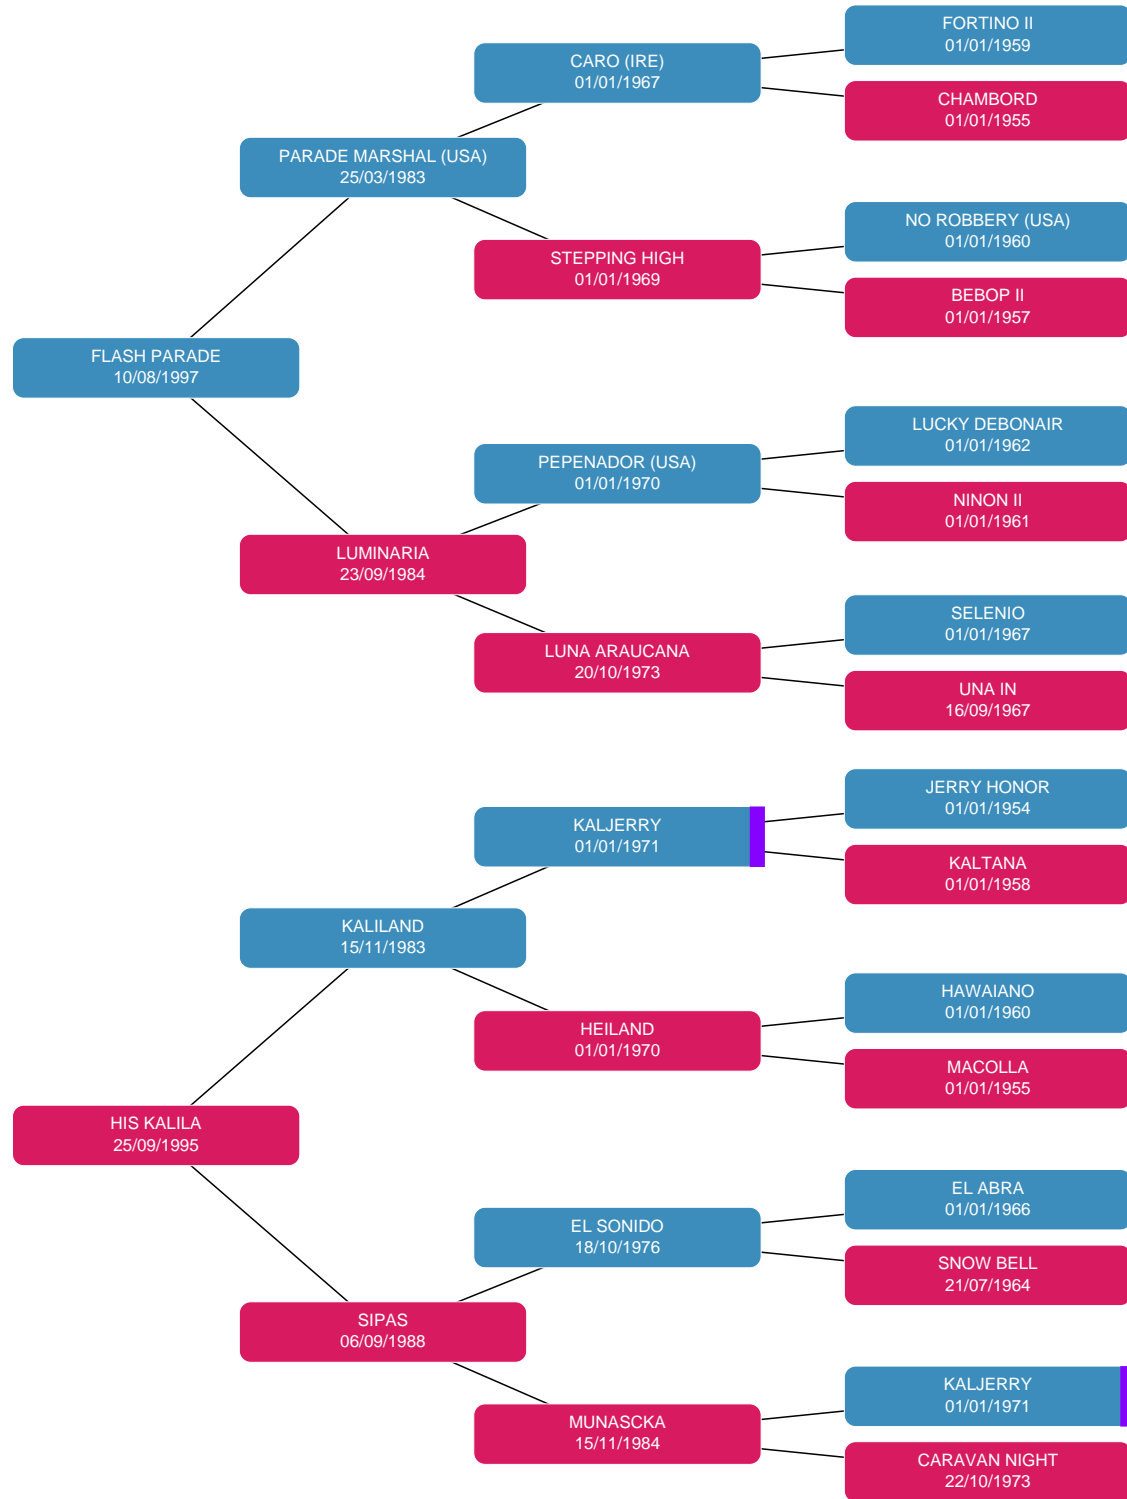 FORTINO II
01/01/1959
CARO (IRE)
01/01/1967
CHAMBORD
01/01/1955
PARADE MARSHAL (USA)
25/03/1983
NO ROBBERY (USA)
01/01/1960
STEPPING HIGH
01/01/1969
BEBOP II
01/01/1957
FLASH PARADE
10/08/1997
LUCKY DEBONAIR
01/01/1962
PEPENADOR (USA)
01/01/1970
NINON II
01/01/1961
LUMINARIA
23/09/1984
SELENIO
01/01/1967
LUNA ARAUCANA
20/10/1973
UNA IN
16/09/1967
JERRY HONOR
01/01/1954
KALJERRY
01/01/1971
KALTANA
01/01/1958
KALILAND
15/11/1983
HAWAIANO
01/01/1960
HEILAND
01/01/1970
MACOLLA
01/01/1955
HIS KALILA
25/09/1995
EL ABRA
01/01/1966
EL SONIDO
18/10/1976
SNOW BELL
21/07/1964
SIPAS
06/09/1988
KALJERRY
01/01/1971
MUNASCKA
15/11/1984
CARAVAN NIGHT
22/10/1973